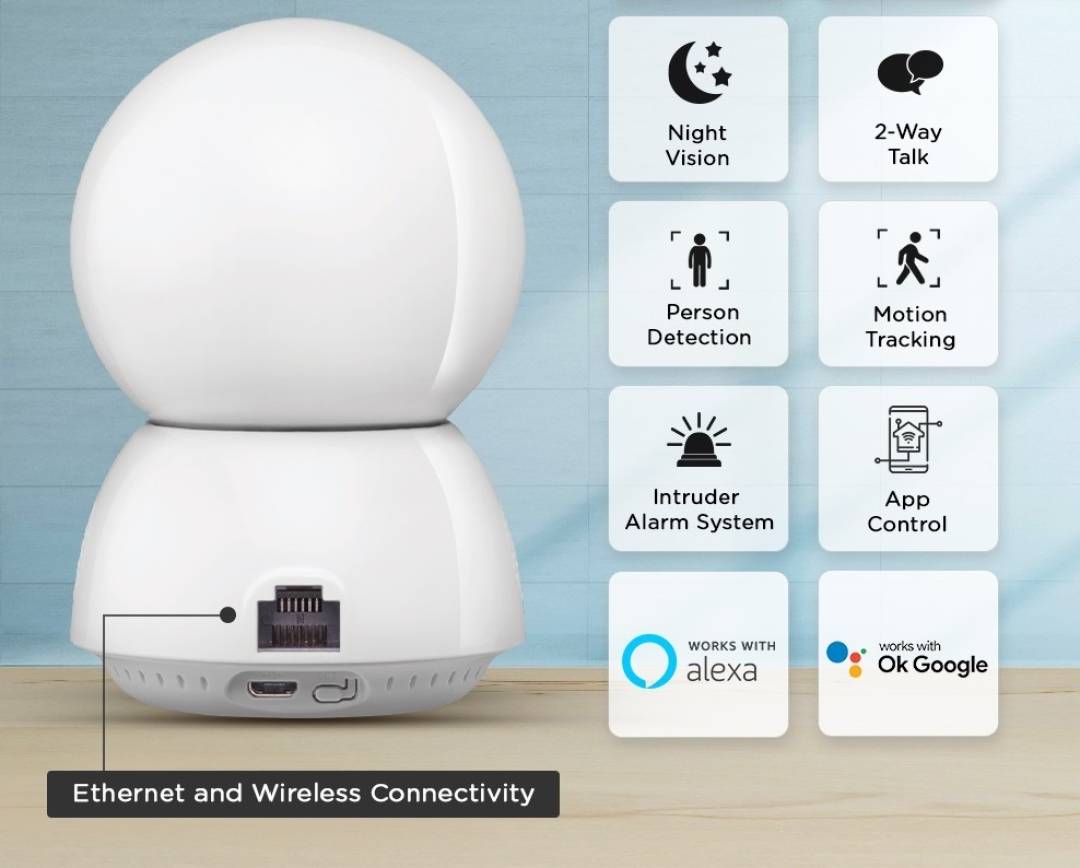 Night
Vision
2-Way
Talk
Person
Detection
Motion
Tracking
Intruder
Alarm System
App
Control
WORKS WITH
alexa
works with
Ok Google
Ethernet and Wireless Connectivity